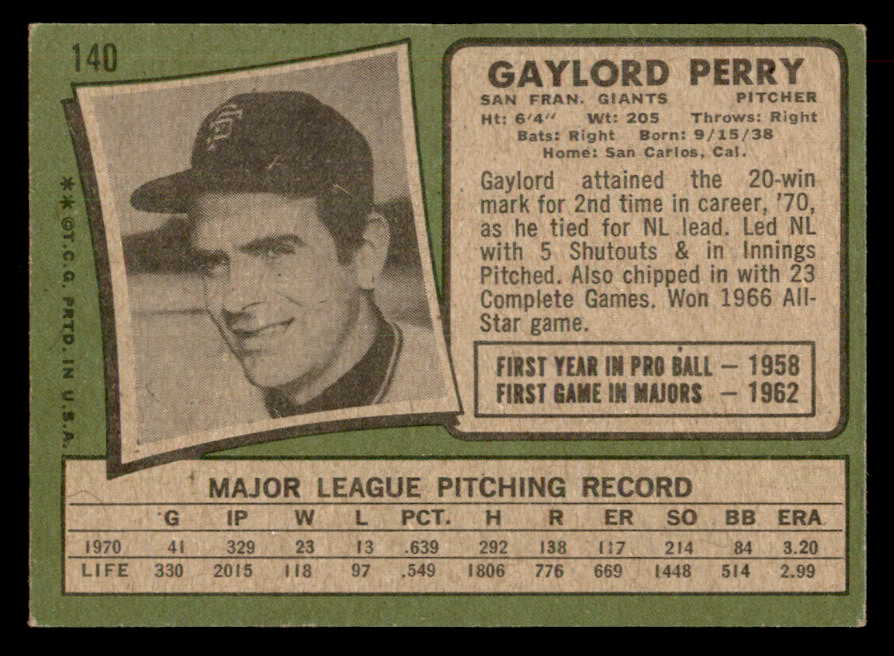 140
GAYLORD PERRY
SAN FRAN. GIANTS PITCHER
Ht: 6'4" Wt: 205 Throws: Right
Bats: Right Born: 9/15/38
Home: San Carlos, Cal.
Gaylord attained the 20-win
mark for 2nd time in career, '70,
as he tied for NL lead. Led NL
with 5 Shutouts & in Innings
Pitched. Also chipped in with 23
Complete Games. Won 1966 All-
Star game.
FIRST YEAR IN PRO BALL — 1958
FIRST GAME IN MAJORS — 1962
SF
**©T.C.G. PRTD. IN U.S.A.
MAJOR LEAGUE PITCHING RECORD
G IP W L PCT. H R ER SO BB ERA
1970 41 329 23 13 .639 292 138 117 214 84 3.20
LIFE 330 2015 118 97 .549 1806 776 669 1448 514 2.99